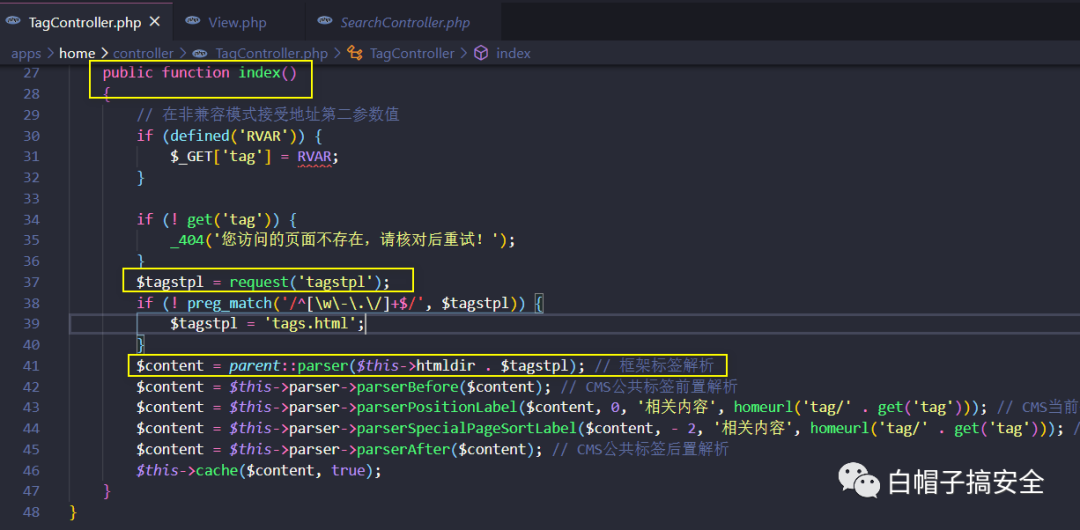 TagController.php × View.php SearchController.php
apps > home > controller > TagController.php > TagController > index
27 public function index()
28 {
29 // 在非兼容模式接受地址第二参数值
30 if (defined('RVAR')) {
31 $_GET['tag'] = RVAR;
32 }
33
34 if (! get('tag')) {
35 _404('您访问的页面不存在，请核对后重试！');
36 }
37 $tagstpl = request('tagstpl');
38 if (! preg_match('/^[\w\-\.\/]+$/', $tagstpl)) {
39 $tagstpl = 'tags.html';
40 }
41 $content = parent::parser($this->htmldir . $tagstpl); // 框架标签解析
42 $content = $this->parser->parserBefore($content); // CMS公共标签前置解析
43 $content = $this->parser->parserPositionLabel($content, 0, '相关内容', homeurl('tag/' . get('tag'))); // CMS当前
44 $content = $this->parser->parserSpecialPageSortLabel($content, - 2, '相关内容', homeurl('tag/' . get('tag'))); /
45 $content = $this->parser->parserAfter($content); // CMS公共标签后置解析
46 $this->cache($content, true);
47 }
48 }
白帽子搞安全